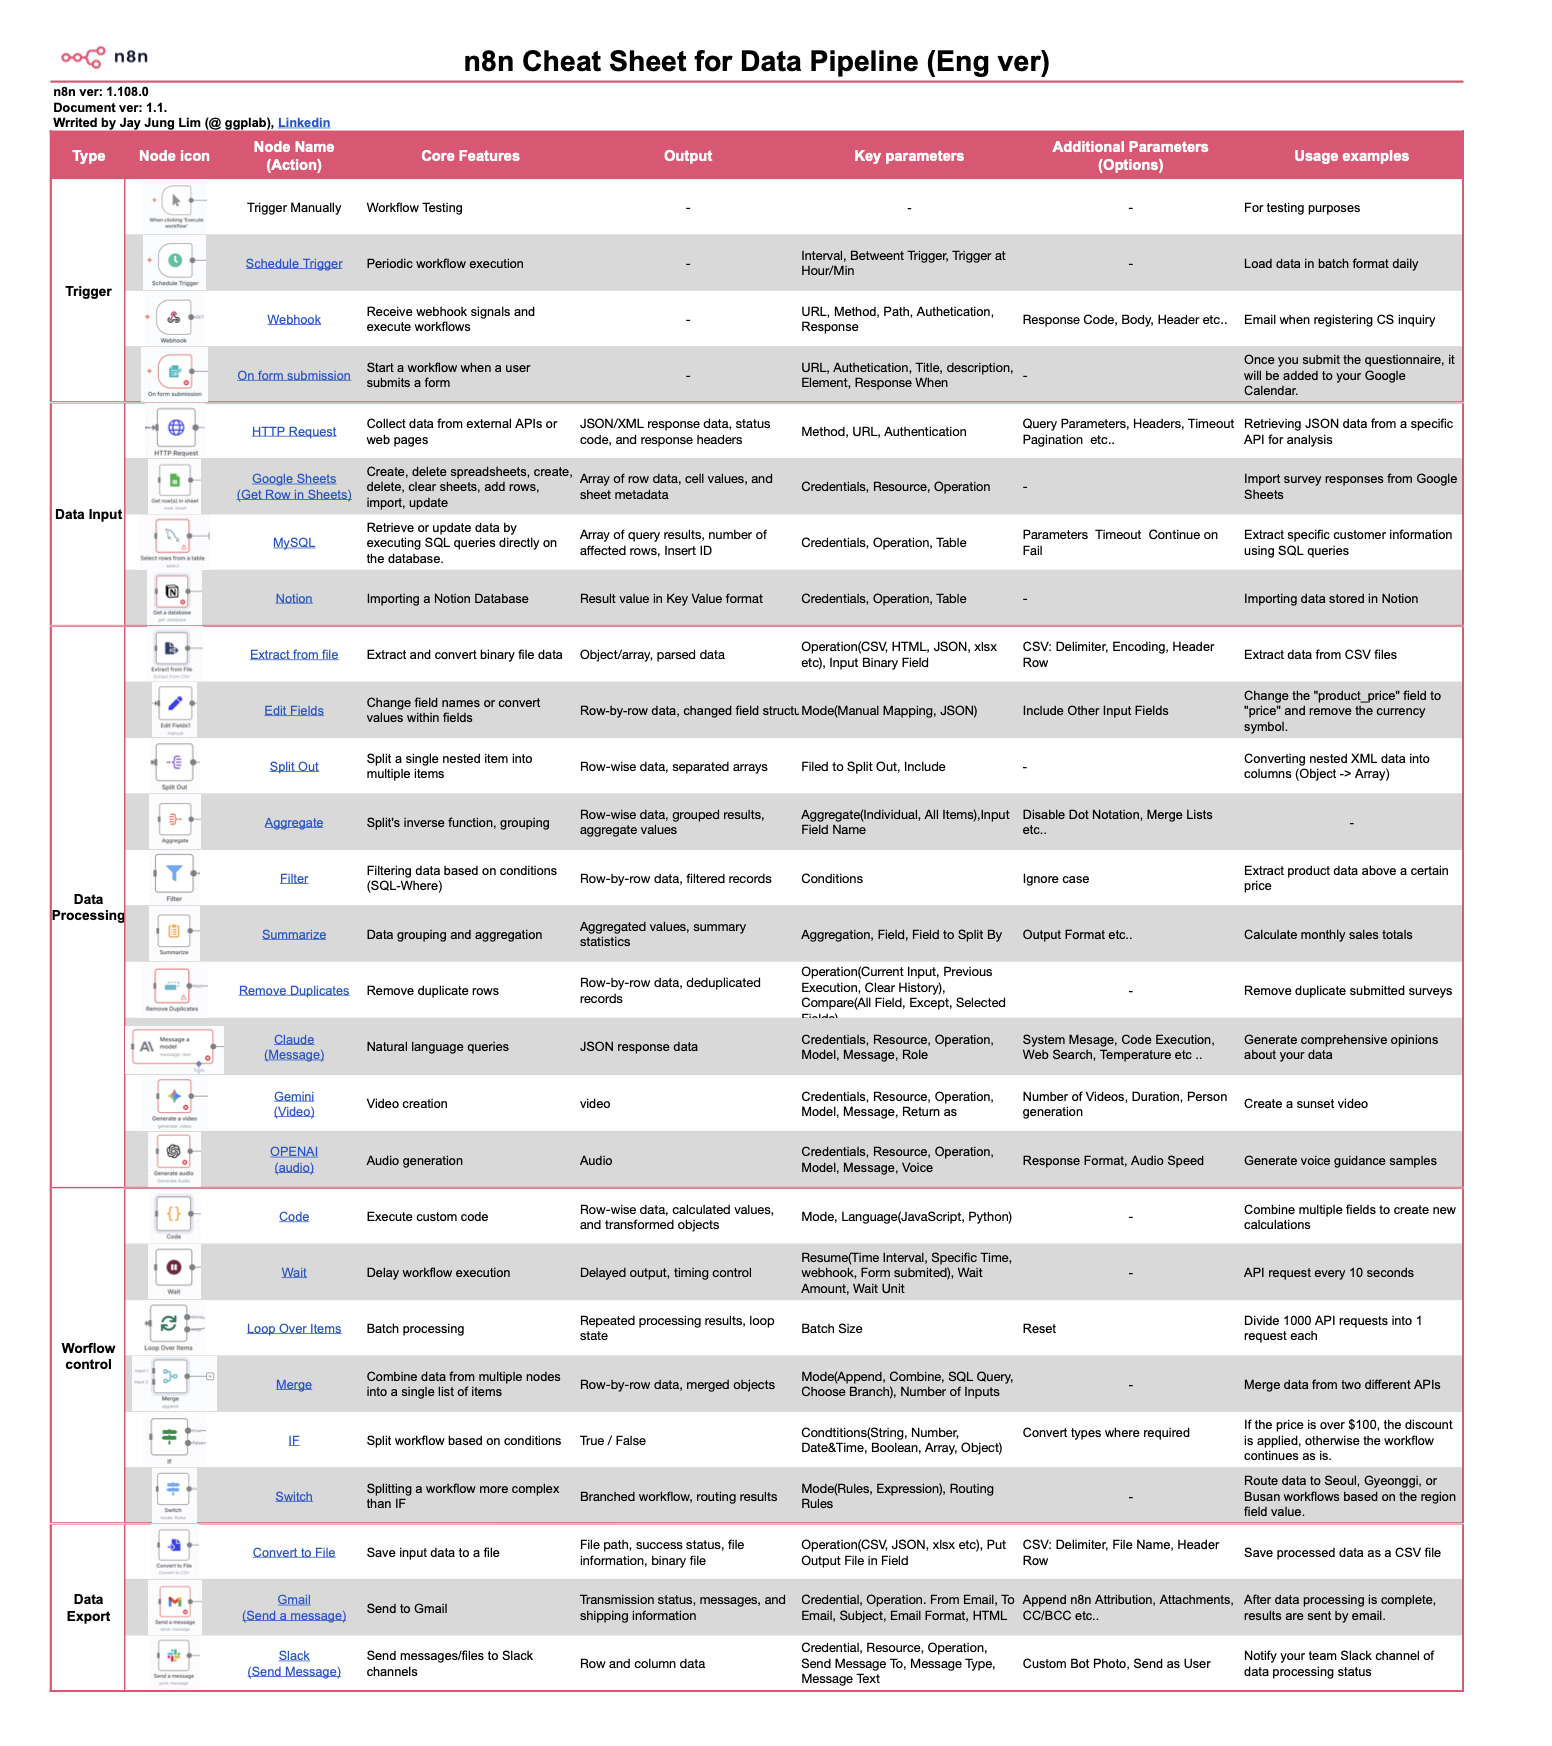 n8n
n8n Cheat Sheet for Data Pipeline (Eng ver)
n8n ver: 1.108.0
Document ver: 1.1.
Wrrited by Jay Jung Lim (@ ggplab), Linkedin
Type
Node icon
Node Name
(Action)
Core Features
Output
Key parameters
Additional Parameters
(Options)
Usage examples
Trigger
When clicking 'Execute
workflow'
Trigger Manually
Workflow Testing
-
-
-
For testing purposes
Schedule Trigger
Schedule Trigger
Periodic workflow execution
-
Interval, Betweent Trigger, Trigger at
Hour/Min
-
Load data in batch format daily
Webhook
Webhook
Receive webhook signals and
execute workflows
-
URL, Method, Path, Authetication,
Response
Response Code, Body, Header etc..
Email when registering CS inquiry
On form submission
On form submission
Start a workflow when a user
submits a form
-
URL, Authetication, Title, description,
Element, Response When
-
Once you submit the questionnaire, it
will be added to your Google
Calendar.
Data Input
HTTP Request
HTTP Request
Collect data from external APIs or
web pages
JSON/XML response data, status
code, and response headers
Method, URL, Authentication
Query Parameters, Headers, Timeout
Pagination etc..
Retrieving JSON data from a specific
API for analysis
Get row(s) in sheet
read: sheet
Google Sheets
(Get Row in Sheets)
Create, delete spreadsheets, create,
delete, clear sheets, add rows,
import, update
Array of row data, cell values, and
sheet metadata
Credentials, Resource, Operation
-
Import survey responses from Google
Sheets
Select rows from a table
select
MySQL
Retrieve or update data by
executing SQL queries directly on
the database.
Array of query results, number of
affected rows, Insert ID
Credentials, Operation, Table
Parameters Timeout Continue on
Fail
Extract specific customer information
using SQL queries
Get a database
get: database
Notion
Importing a Notion Database
Result value in Key Value format
Credentials, Operation, Table
-
Importing data stored in Notion
Data
Processing
Extract from File
Extract From CSV
Extract from file
Extract and convert binary file data
Object/array, parsed data
Operation(CSV, HTML, JSON, xlsx
etc), Input Binary Field
CSV: Delimiter, Encoding, Header
Row
Extract data from CSV files
Edit Fields1
manual
Edit Fields
Change field names or convert
values within fields
Row-by-row data, changed field structu
Mode(Manual Mapping, JSON)
Include Other Input Fields
Change the "product_price" field to
"price" and remove the currency
symbol.
Split Out
Split Out
Split a single nested item into
multiple items
Row-wise data, separated arrays
Filed to Split Out, Include
-
Converting nested XML data into
columns (Object -> Array)
Aggregate
Aggregate
Split's inverse function, grouping
Row-wise data, grouped results,
aggregate values
Aggregate(Individual, All Items),Input
Field Name
Disable Dot Notation, Merge Lists
etc..
-
Filter
Filter
Filtering data based on conditions
(SQL-Where)
Row-by-row data, filtered records
Conditions
Ignore case
Extract product data above a certain
price
Summarize
Summarize
Data grouping and aggregation
Aggregated values, summary
statistics
Aggregation, Field, Field to Split By
Output Format etc..
Calculate monthly sales totals
Remove Duplicates
Remove Duplicates
Remove duplicate rows
Row-by-row data, deduplicated
records
Operation(Current Input, Previous
Execution, Clear History),
Compare(All Field, Except, Selected
Fields)
-
Remove duplicate submitted surveys
Message a
model
message: text
Claude
(Message)
Natural language queries
JSON response data
Credentials, Resource, Operation,
Model, Message, Role
System Mesage, Code Execution,
Web Search, Temperature etc ..
Generate comprehensive opinions
about your data
Generate a video
generate: video
Gemini
(Video)
Video creation
video
Credentials, Resource, Operation,
Model, Message, Return as
Number of Videos, Duration, Person
generation
Create a sunset video
Generate audio
Generate Audio
OPENAI
(audio)
Audio generation
Audio
Credentials, Resource, Operation,
Model, Message, Voice
Response Format, Audio Speed
Generate voice guidance samples
Worflow
control
Code
Code
Execute custom code
Row-wise data, calculated values,
and transformed objects
Mode, Language(JavaScript, Python)
-
Combine multiple fields to create new
calculations
Wait
Wait
Delay workflow execution
Delayed output, timing control
Resume(Time Interval, Specific Time,
webhook, Form submited), Wait
Amount, Wait Unit
-
API request every 10 seconds
Loop Over Items
Loop Over Items
Batch processing
Repeated processing results, loop
state
Batch Size
Reset
Divide 1000 API requests into 1
request each
Input 1
Input 2
Merge
append
Merge
Combine data from multiple nodes
into a single list of items
Row-by-row data, merged objects
Mode(Append, Combine, SQL Query,
Choose Branch), Number of Inputs
-
Merge data from two different APIs
If
IF
Split workflow based on conditions
True / False
Condtitions(String, Number,
Date&Time, Boolean, Array, Object)
Convert types where required
If the price is over $100, the discount
is applied, otherwise the workflow
continues as is.
Switch
mode: Rules
Switch
Splitting a workflow more complex
than IF
Branched workflow, routing results
Mode(Rules, Expression), Routing
Rules
-
Route data to Seoul, Gyeonggi, or
Busan workflows based on the region
field value.
Data
Export
Convert to File
Convert to CSV
Convert to File
Save input data to a file
File path, success status, file
information, binary file
Operation(CSV, JSON, xlsx etc), Put
Output File in Field
CSV: Delimiter, File Name, Header
Row
Save processed data as a CSV file
Send a message
send: message
Gmail
(Send a message)
Send to Gmail
Transmission status, messages, and
shipping information
Credential, Operation. From Email, To
Email, Subject, Email Format, HTML
Append n8n Attribution, Attachments,
CC/BCC etc..
After data processing is complete,
results are sent by email.
Send a message
post: message
Slack
(Send Message)
Send messages/files to Slack
channels
Row and column data
Credential, Resource, Operation,
Send Message To, Message Type,
Message Text
Custom Bot Photo, Send as User
Notify your team Slack channel of
data processing status